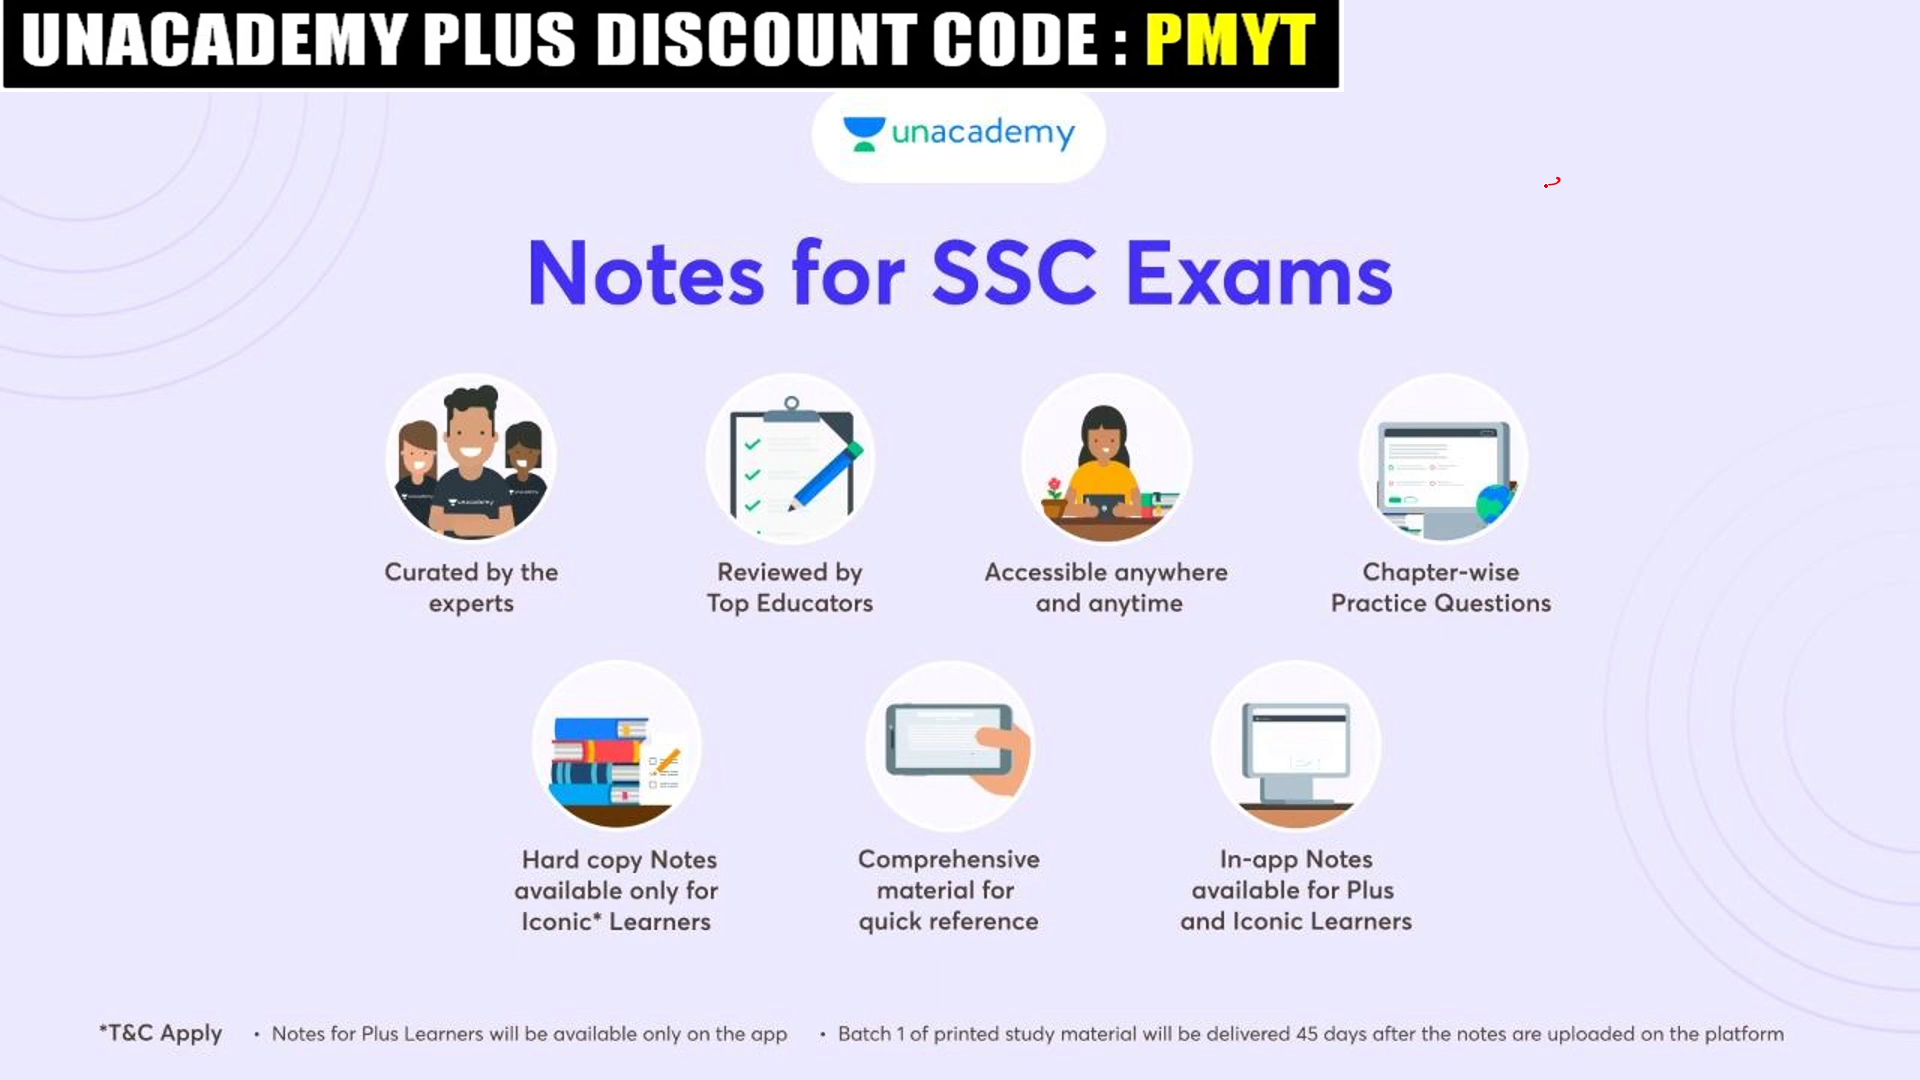 UNACADEMY PLUS DISCOUNT CODE : PMYT
unacademy
Notes for SSC Exams
Curated by the
experts
Reviewed by
Top Educators
Accessible anywhere
and anytime
Chapter-wise
Practice Questions
Hard copy Notes
available only for
Iconic* Learners
Comprehensive
material for
quick reference
In-app Notes
available for Plus
and Iconic Learners
*T&C Apply • Notes for Plus Learners will be available only on the app • Batch 1 of printed study material will be delivered 45 days after the notes are uploaded on the platform